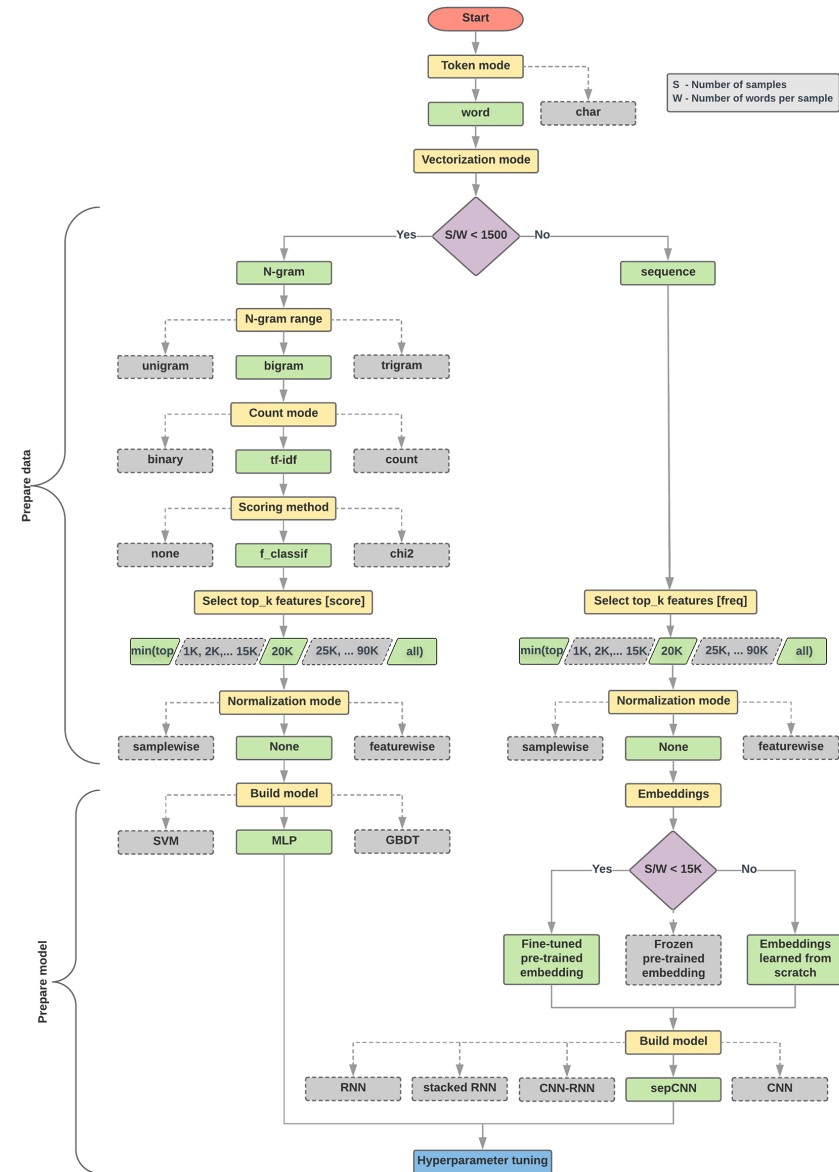 Start
Token mode
S - Number of samples
W - Number of words per sample
word
char
Vectorization mode
Yes
S/W < 1500
No
N-gram
sequence
N-gram range
unigram
bigram
trigram
Count mode
binary
tf-idf
count
Prepare data
Scoring method
none
f_classif
chi2
Select top_k features [score]
Select top_k features [freq]
min(top
1K, 2K,... 15K
20K
25K, ... 90K
all)
min(top
1K, 2K,... 15K
20K
25K, ... 90K
all)
Normalization mode
Normalization mode
samplewise
None
featurewise
samplewise
None
featurewise
Build model
Embeddings
SVM
MLP
GBDT
Yes
S/W < 15K
No
Prepare model
Fine-tuned
pre-trained
embedding
Frozen
pre-trained
embedding
Embeddings
learned from
scratch
Build model
RNN
stacked RNN
CNN-RNN
sepCNN
CNN
Hyperparameter tuning